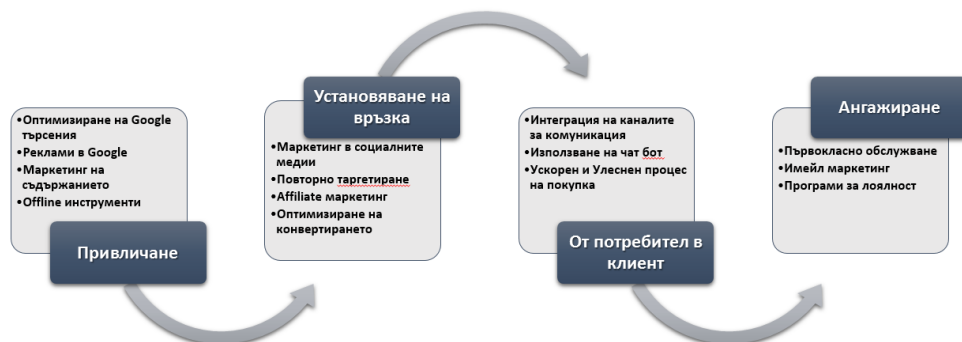 •Оптимизиране на Google
търсения
•Реклами в Google
•Маркетинг на
съдържанието
•Offline инструменти
Привличане
Установяване на
връзка
•Маркетинг в социалните
медии
•Повторно таргетиране
•Affiliate маркетинг
•Оптимизиране на
конвертирането
•Интеграция на каналите
за комуникация
•Използване на чат бот
•Ускорен и Улеснен процес
на покупка
От потребител в
клиент
Ангажиране
•Първокласно обслужване
•Имейл маркетинг
•Програми за лоялност